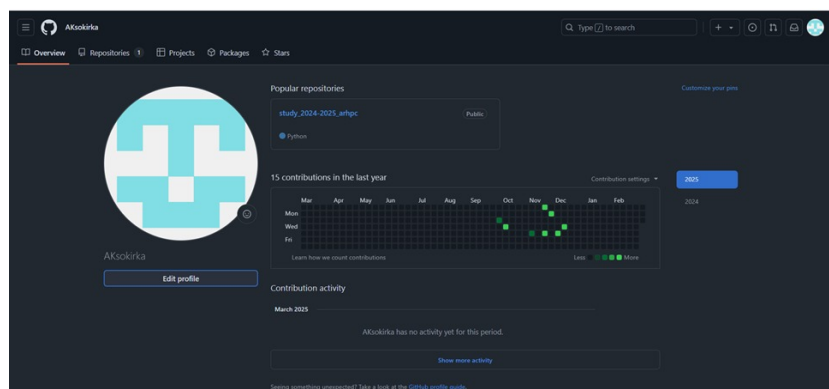 AKsokirka
Type / to search
Overview
Repositories 1
Projects
Packages
Stars
Popular repositories
Customize your pins
study_2024-2025_arhpc
Public
Python
15 contributions in the last year
Contribution settings
2025
2024
Mar Apr May Jun Jul Aug Sep Oct Nov Dec Jan Feb
Mon
Wed
Fri
Learn how we count contributions
Less More
AKsokirka
Edit profile
Contribution activity
March 2025
AKsokirka has no activity yet for this period.
Show more activity
Seeing something unexpected? Take a look at the GitHub profile guide.